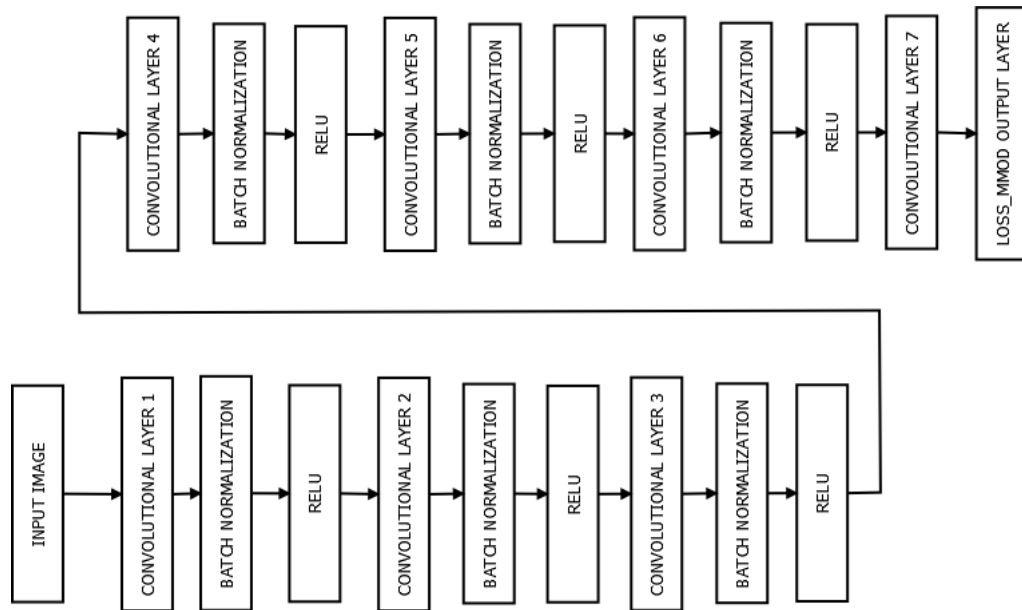 INPUT IMAGE
CONVOLUTIONAL LAYER 1
BATCH NORMALIZATION
RELU
CONVOLUTIONAL LAYER 2
BATCH NORMALIZATION
RELU
CONVOLUTIONAL LAYER 3
BATCH NORMALIZATION
RELU
CONVOLUTIONAL LAYER 4
BATCH NORMALIZATION
RELU
CONVOLUTIONAL LAYER 5
BATCH NORMALIZATION
RELU
CONVOLUTIONAL LAYER 6
BATCH NORMALIZATION
RELU
CONVOLUTIONAL LAYER 7
LOSS_MMOD OUTPUT LAYER